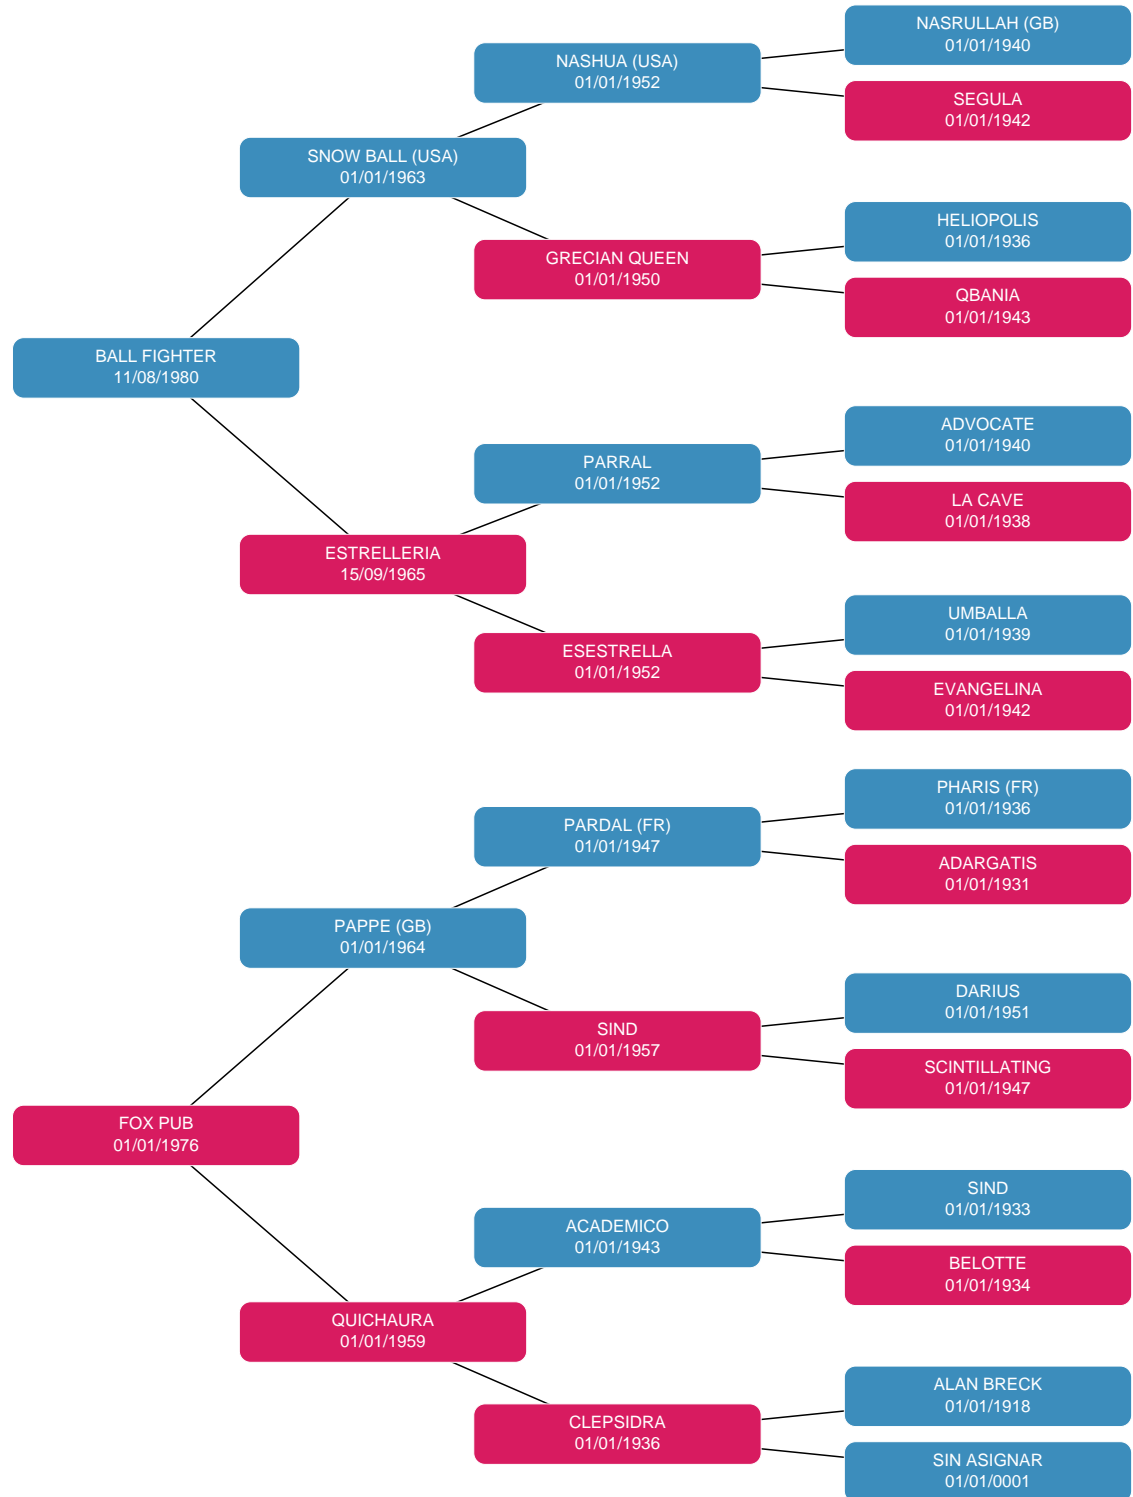 NASRULLAH (GB)
01/01/1940
NASHUA (USA)
01/01/1952
SEGULA
01/01/1942
SNOW BALL (USA)
01/01/1963
HELIOPOLIS
01/01/1936
GRECIAN QUEEN
01/01/1950
QBANIA
01/01/1943
BALL FIGHTER
11/08/1980
ADVOCATE
01/01/1940
PARRAL
01/01/1952
LA CAVE
01/01/1938
ESTRELLERIA
15/09/1965
UMBALLA
01/01/1939
ESESTRELLA
01/01/1952
EVANGELINA
01/01/1942
PHARIS (FR)
01/01/1936
PARDAL (FR)
01/01/1947
ADARGATIS
01/01/1931
PAPPE (GB)
01/01/1964
DARIUS
01/01/1951
SIND
01/01/1957
SCINTILLATING
01/01/1947
FOX PUB
01/01/1976
SIND
01/01/1933
ACADEMICO
01/01/1943
BELOTTE
01/01/1934
QUICHAURA
01/01/1959
ALAN BRECK
01/01/1918
CLEPSIDRA
01/01/1936
SIN ASIGNAR
01/01/0001